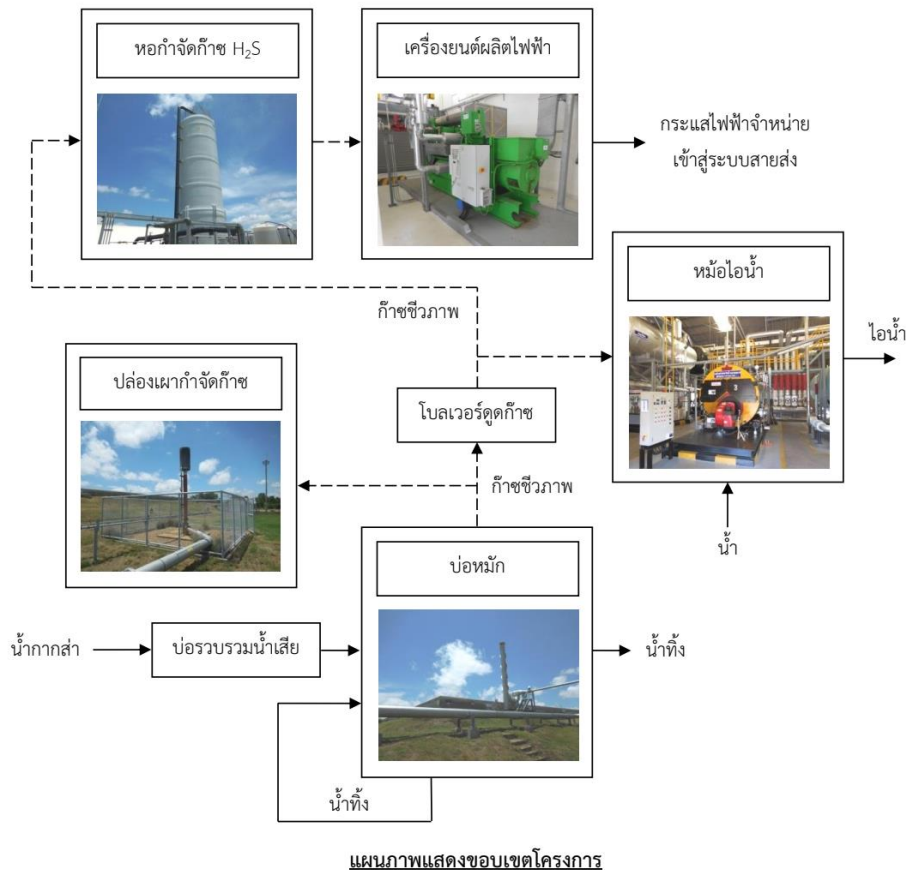 หอกำจัดก๊าซ H₂S
เครื่องยนต์ผลิตไฟฟ้า
กระแสไฟฟ้าจำหน่าย
เข้าสู่ระบบสายส่ง
หม้อไอน้ำ
ก๊าซชีวภาพ
ไอน้ำ
ปล่องเผากำจัดก๊าซ
โบลเวอร์ดูดก๊าซ
ก๊าซชีวภาพ
น้ำ
บ่อหมัก
น้ำกากส่า
บ่อรวบรวมน้ำเสีย
น้ำทิ้ง
น้ำทิ้ง
แผนภาพแสดงขอบเขตโครงการ